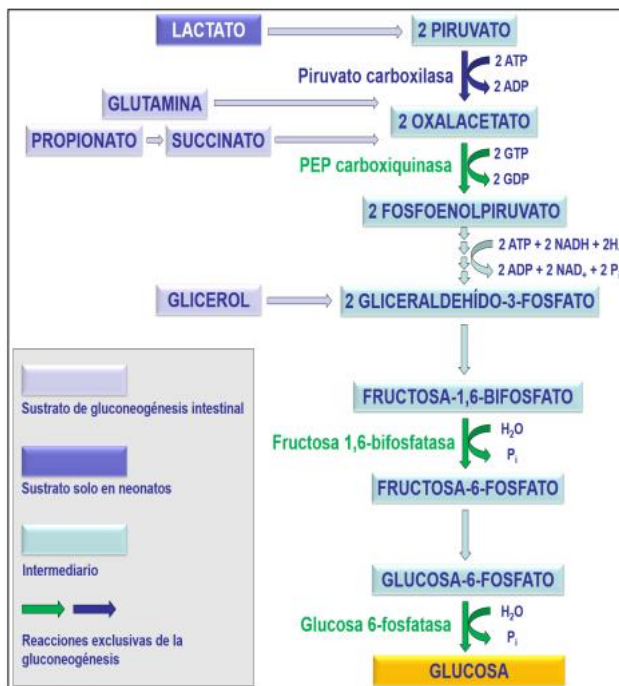 LACTATO
2 PIRUVATO
Piruvato carboxilasa
2 ATP
2 ADP
GLUTAMINA
2 OXALACETATO
PROPIONATO
SUCCINATO
PEP carboxiquinasa
2 GTP
2 GDP
2 FOSFOENOLPIRUVATO
2 ATP + 2 NADH + 2H
2 ADP + 2 NAD+ + 2 P
GLICEROL
2 GLICERALDEHÍDO-3-FOSFATO
FRUCTOSA-1,6-BIFOSFATO
Fructosa 1,6-bifosfatasa
H2O
Pi
FRUCTOSA-6-FOSFATO
GLUCOSA-6-FOSFATO
Glucosa 6-fosfatasa
H2O
Pi
GLUCOSA
Sustrato de gluconeogénesis intestinal
Sustrato solo en neonatos
Intermediario
Reacciones exclusivas de la
gluconeogénesis